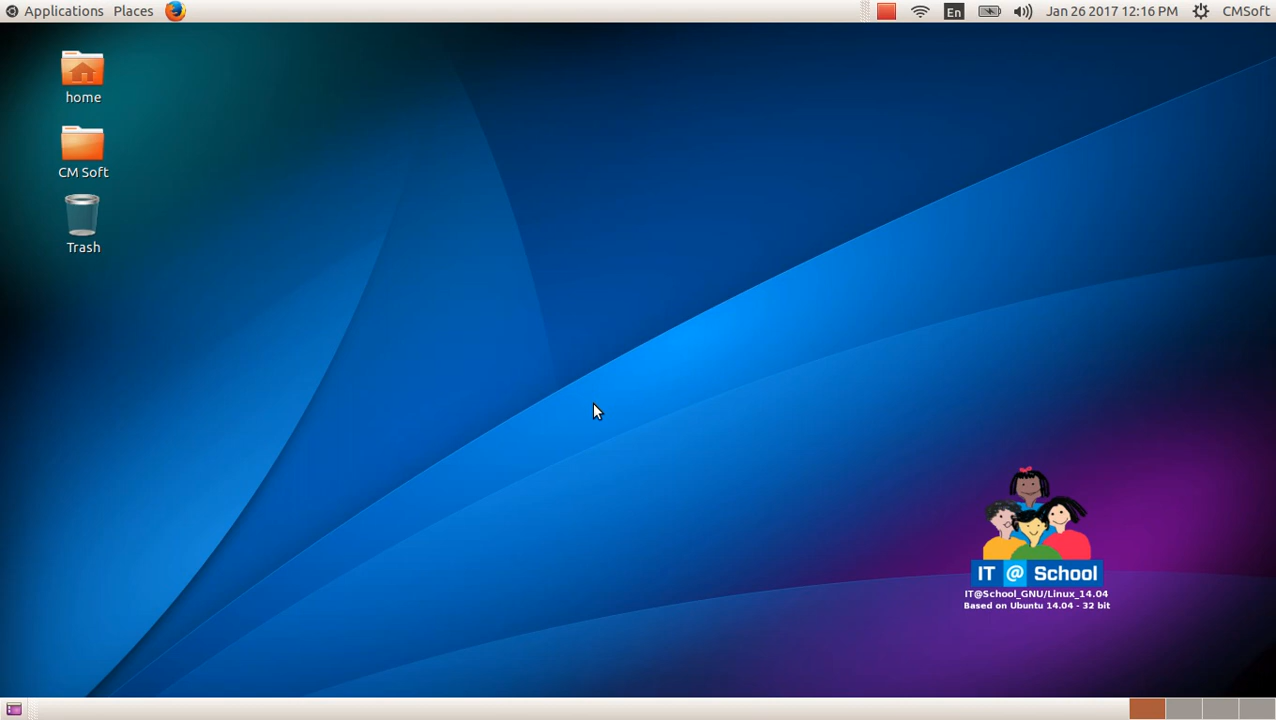 Applications Places En Jan 26 2017 12:16 PM CMSoft
home
CM Soft
Trash
IT @ School
IT@School_GNU/Linux_14.04
Based on Ubuntu 14.04 - 32 bit